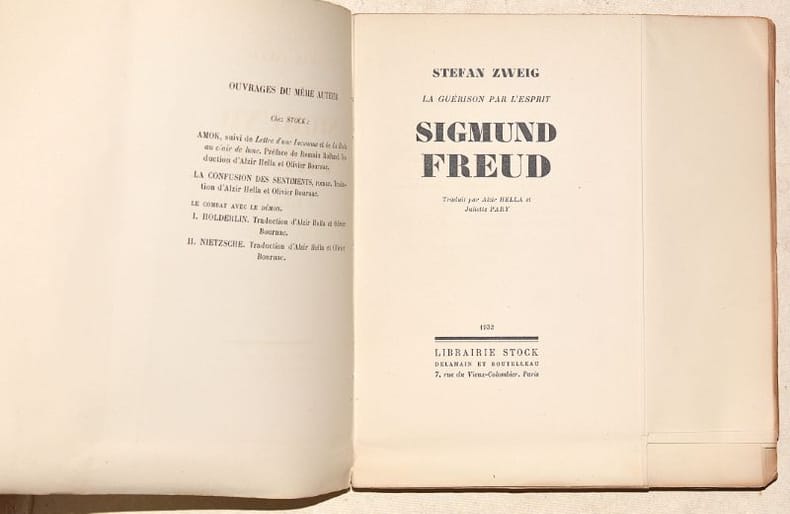 OUVRAGES DU MÊME AUTEUR
Chez STOCK :
AMOK, suivi de Lettre d'une Inconnue et de La Ruelle
au clair de lune. Préface de Romain Rolland. Tra-
duction d'Alzir Hella et Olivier Bournac.
LA CONFUSION DES SENTIMENTS, roman. Traduc-
tion d'Alzir Hella et Olivier Bournac.
LE COMBAT AVEC LE DÉMON.
I. HOLDERLIN. Traduction d'Alzir Hella et Olivier
Bournac.
II. NIETZSCHE. Traduction d'Alzir Hella et Olivier
Bournac.
STEFAN ZWEIG
LA GUÉRISON PAR L'ESPRIT
SIGMUND
FREUD
Traduit par Alzir HELLA et
Juliette PARY
1932
LIBRAIRIE STOCK
DELAMAIN ET BOUTELLEAU
7, rue du Vieux-Colombier, Paris